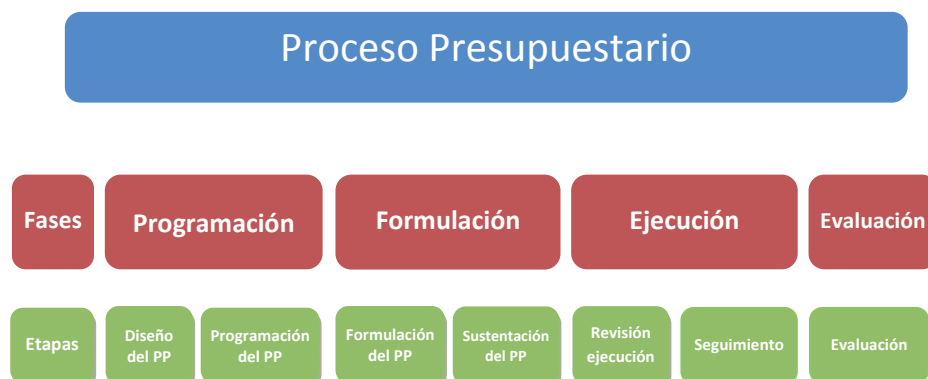 Proceso Presupuestario
Fases
Programación
Formulación
Ejecución
Evaluación
Etapas
Diseño
del PP
Programación
del PP
Formulación
del PP
Sustentación
del PP
Revisión
ejecución
Seguimiento
Evaluación